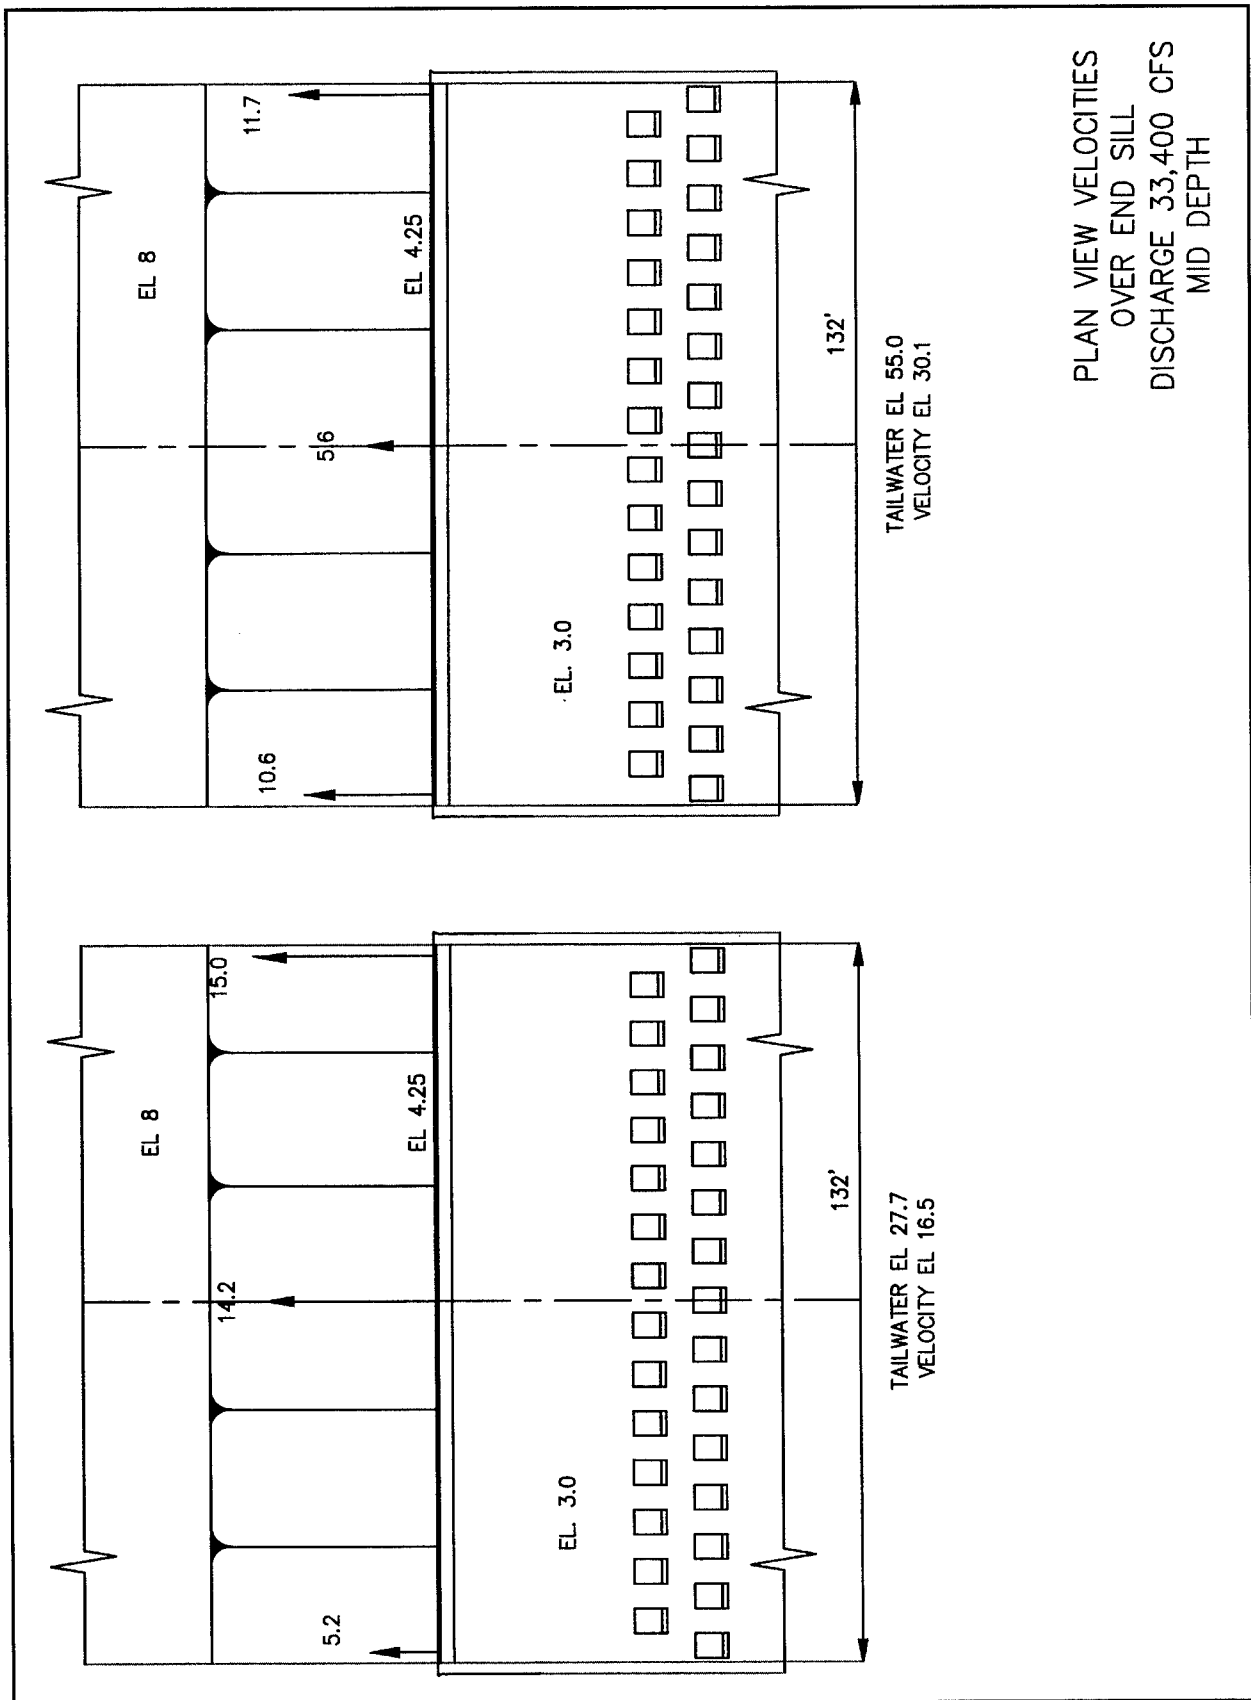 15.0
EL 8
14.2
EL 4.25
5.2
EL. 3.0
132'
TAILWATER EL 27.7
VELOCITY EL 16.5
11.7
EL 8
EL 4.25
5.6
10.6
EL. 3.0
132'
TAILWATER EL 55.0
VELOCITY EL 30.1
PLAN VIEW VELOCITIES
OVER END SILL
DISCHARGE 33,400 CFS
MID DEPTH